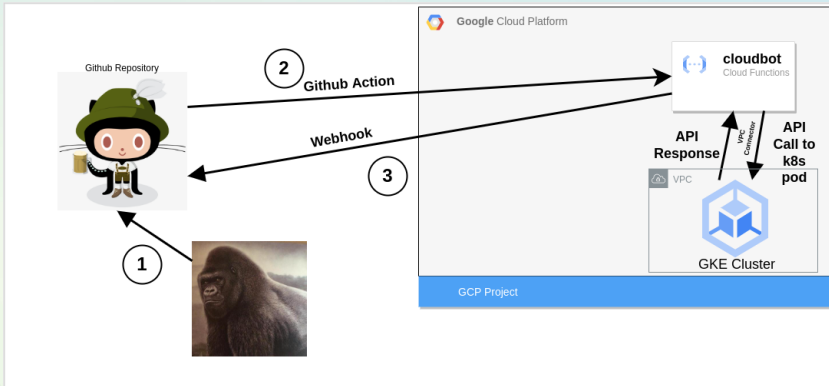 Google Cloud Platform
Github Repository
2
Github Action
cloudbot
Cloud Functions
Webhook
3
API
Response
VPC
Connector
API
Call to
k8s
pod
VPC
1
GKE Cluster
GCP Project